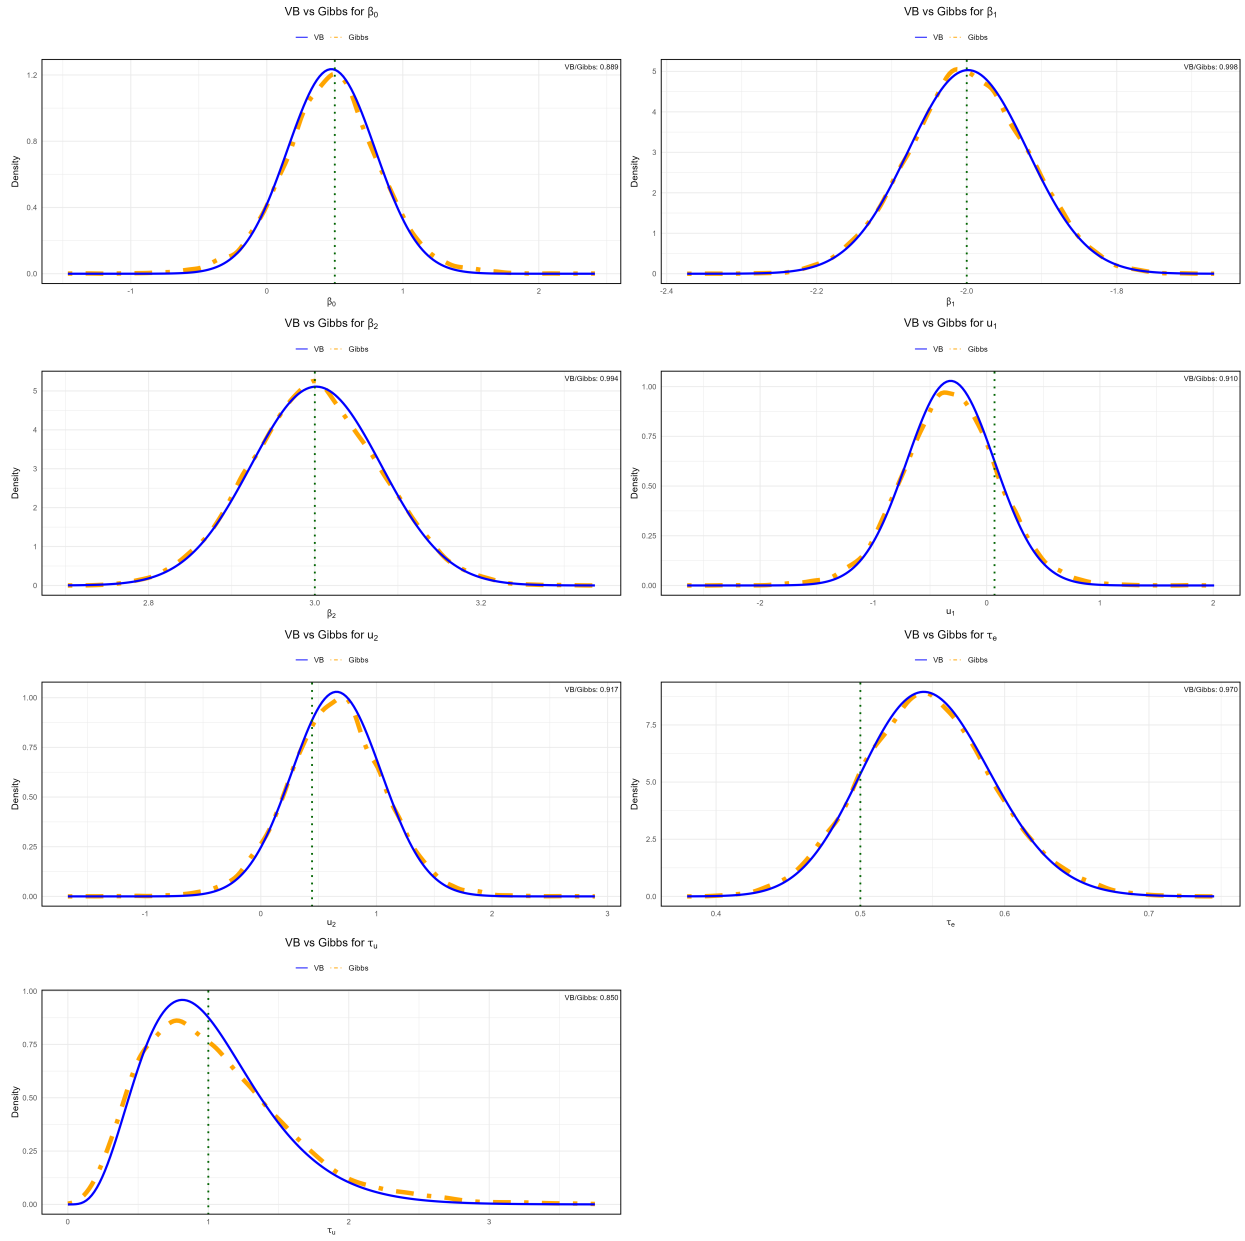 VB vs Gibbs for β₀
VB Gibbs
VB/Gibbs: 0.889
Density
1.2
0.8
0.4
0.0
-1 0 1 2
β₀
VB vs Gibbs for β₁
VB Gibbs
VB/Gibbs: 0.998
Density
5
4
3
2
1
0
-2.4 -2.2 -2.0 -1.8
β₁
VB vs Gibbs for β₂
VB Gibbs
VB/Gibbs: 0.994
Density
5
4
3
2
1
0
2.8 3.0 3.2
β₂
VB vs Gibbs for u₁
VB Gibbs
VB/Gibbs: 0.910
Density
1.00
0.75
0.50
0.25
0.00
-2 -1 0 1 2
u₁
VB vs Gibbs for u₂
VB Gibbs
VB/Gibbs: 0.917
Density
1.00
0.75
0.50
0.25
0.00
-1 0 1 2 3
u₂
VB vs Gibbs for τₑ
VB Gibbs
VB/Gibbs: 0.970
Density
7.5
5.0
2.5
0.0
0.4 0.5 0.6 0.7
τₑ
VB vs Gibbs for τᵤ
VB Gibbs
VB/Gibbs: 0.850
Density
1.00
0.75
0.50
0.25
0.00
0 1 2 3
τᵤ